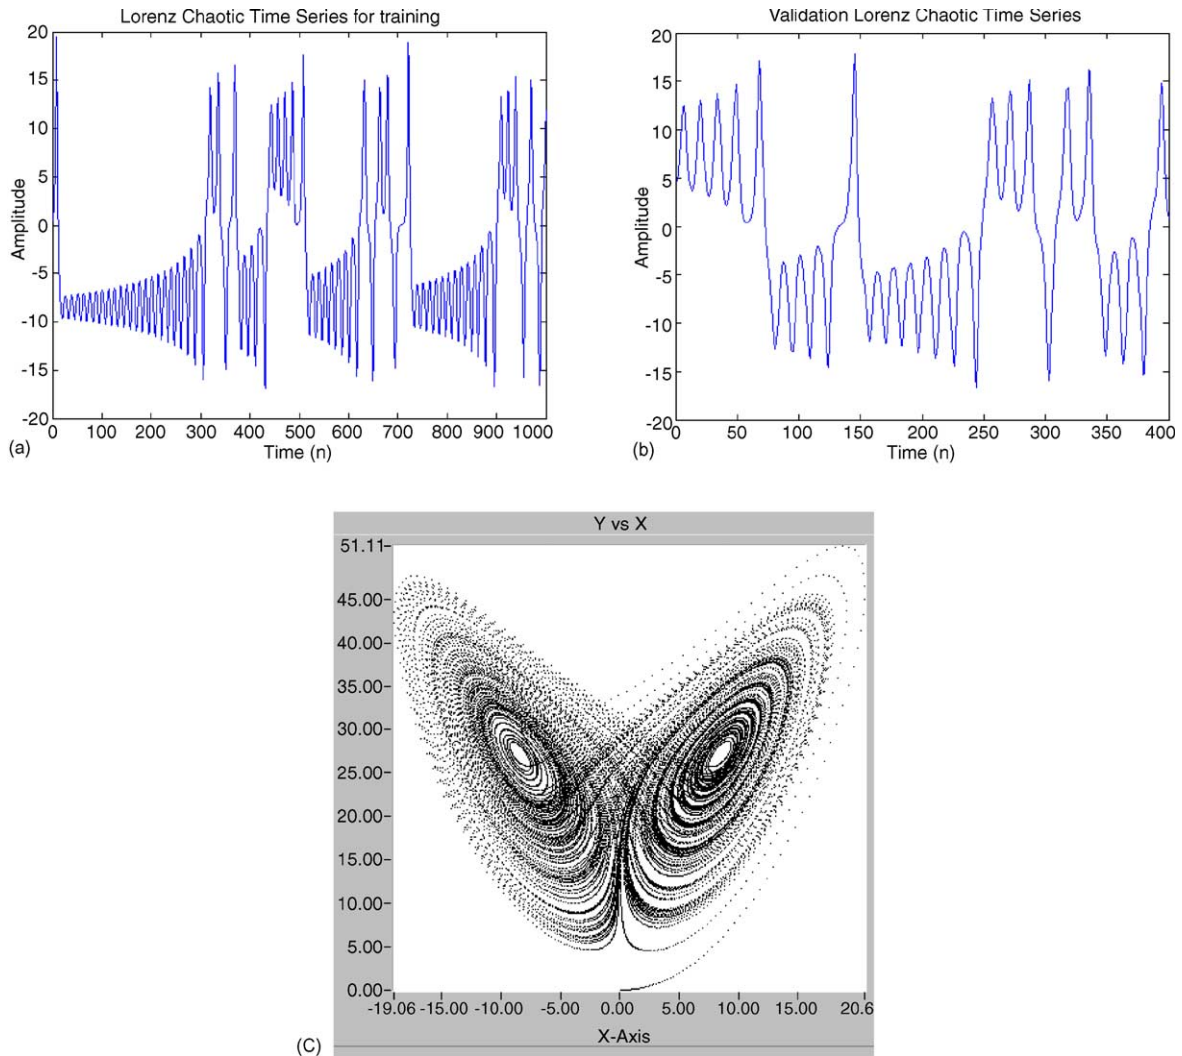 Lorenz Chaotic Time Series for training
20
15
10
5
0
-5
-10
-15
-20
Amplitude
0 100 200 300 400 500 600 700 800 900 1000
Time (n)
(a)
Validation Lorenz Chaotic Time Series
20
15
10
5
0
-5
-10
-15
-20
Amplitude
0 50 100 150 200 250 300 350 400
Time (n)
(b)
Y vs X
51.11
45.00
40.00
35.00
30.00
25.00
20.00
15.00
10.00
5.00
0.00
-19.06 -15.00 -10.00 -5.00 0.00 5.00 10.00 15.00 20.6
X-Axis
(C)